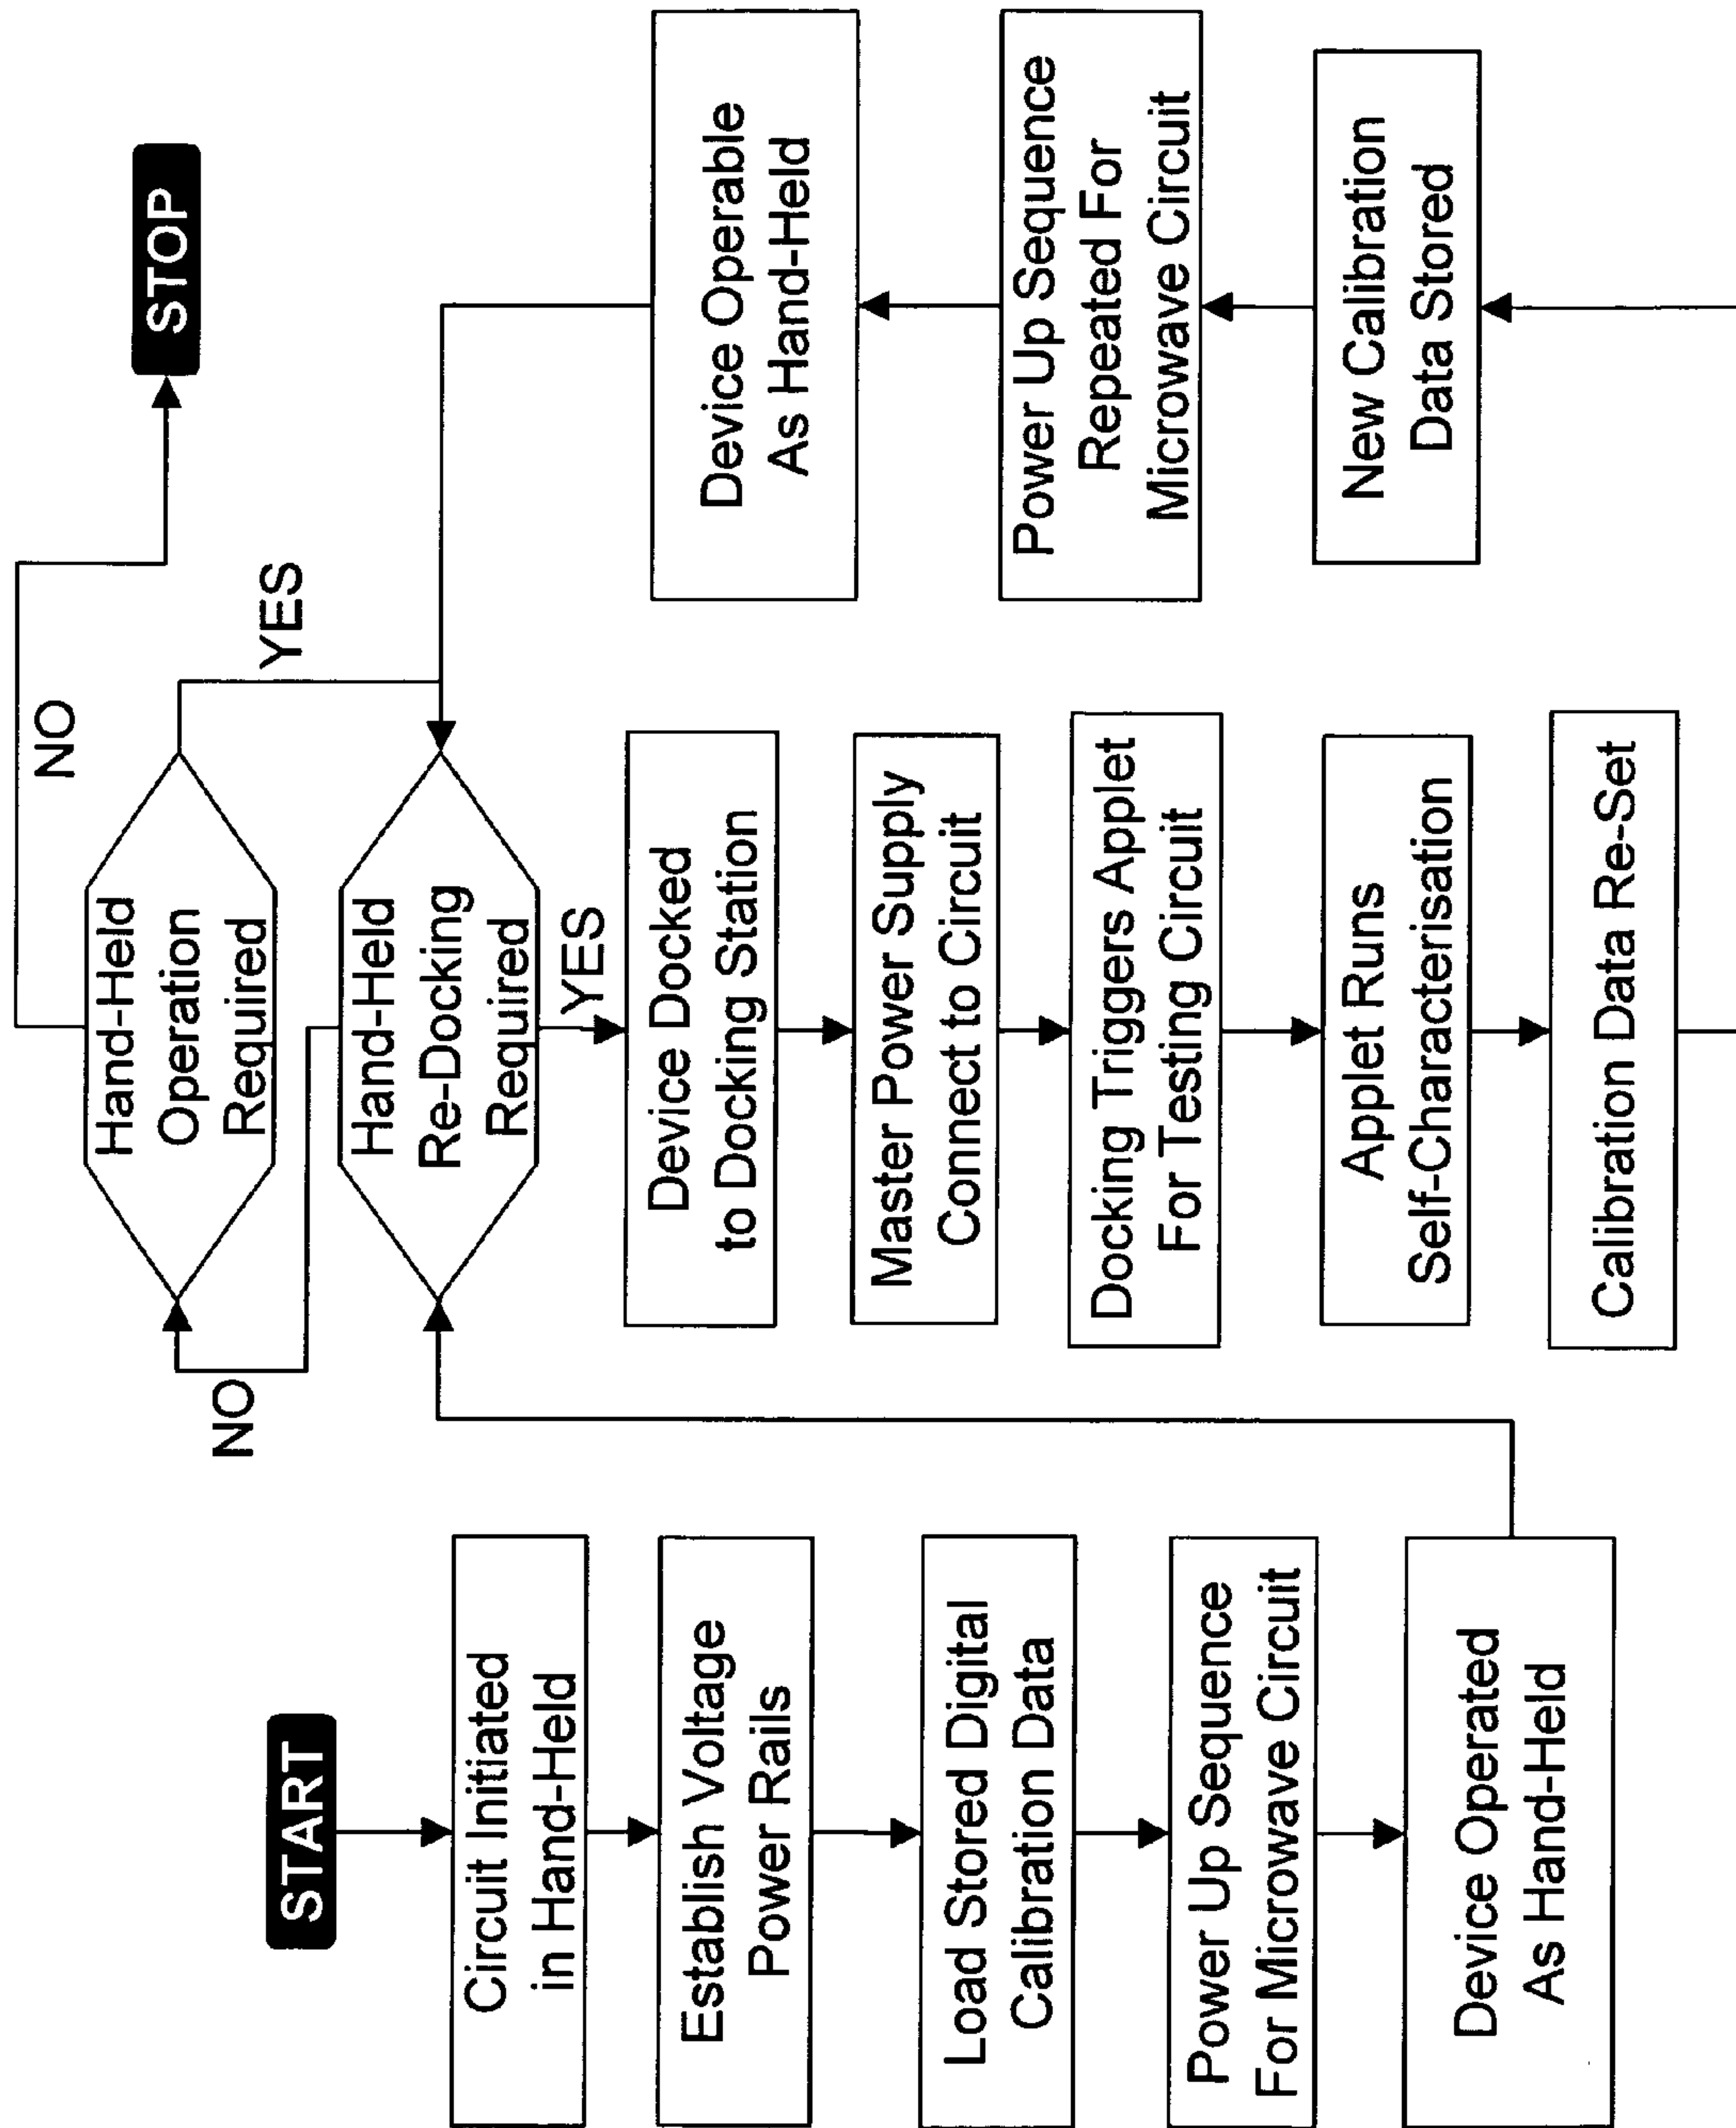 START
Circuit Initiated
in Hand-Held
Establish Voltage
Power Rails
Load Stored Digital
Calibration Data
Power Up Sequence
For Microwave Circuit
Device Operated
As Hand-Held
NO
Hand-Held
Operation
Required
NO
YES
Hand-Held
Re-Docking
Required
YES
Device Docked
to Docking Station
Master Power Supply
Connect to Circuit
Docking Triggers Applet
For Testing Circuit
Applet Runs
Self-Characterisation
Calibration Data Re-Set
STOP
Device Operable
As Hand-Held
Power Up Sequence
Repeated For
Microwave Circuit
New Calibration
Data Stored